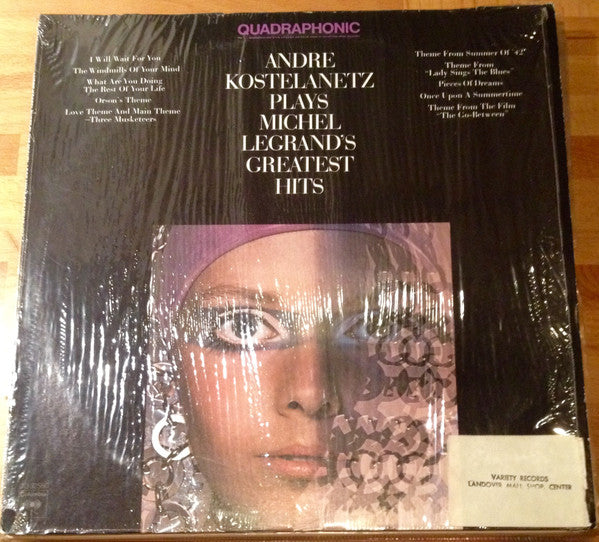 QUADRAPHONIC
I Will Wait For You
The Windmills Of Your Mind
What Are You Doing
The Rest Of Your Life
Orson's Theme
Love Theme And Main Theme
—Three Musketeers
ANDRE
KOSTELANETZ
PLAYS
MICHEL
LEGRAND'S
GREATEST
HITS
Theme From Summer Of '42"
Theme From
"Lady Sings The Blues"
Pieces Of Dreams
Once Upon A Summertime
Theme From The Film
"The Go-Between"
VARIETY RECORDS
LANDOVER MALL SHOP. CENTER